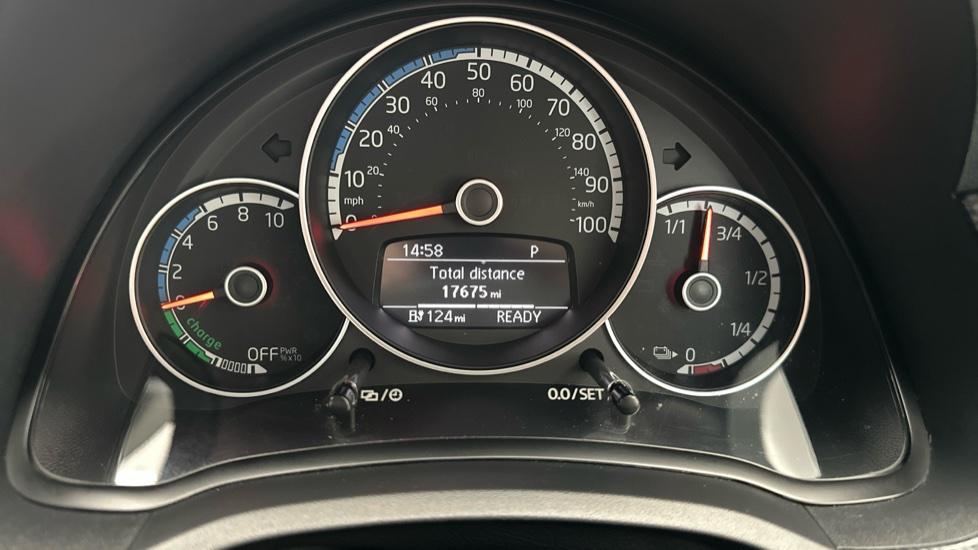 10 20 30 40 50 60 70 80 90 100
mph
0
20 40 60 80 100 120 140
km/h
0 2 4 6 8 10
charge
OFF PWR
%x10
14:58 P
Total distance
17675 mi
124 mi READY
1/1 3/4
1/2
1/4
0
0.0/SET